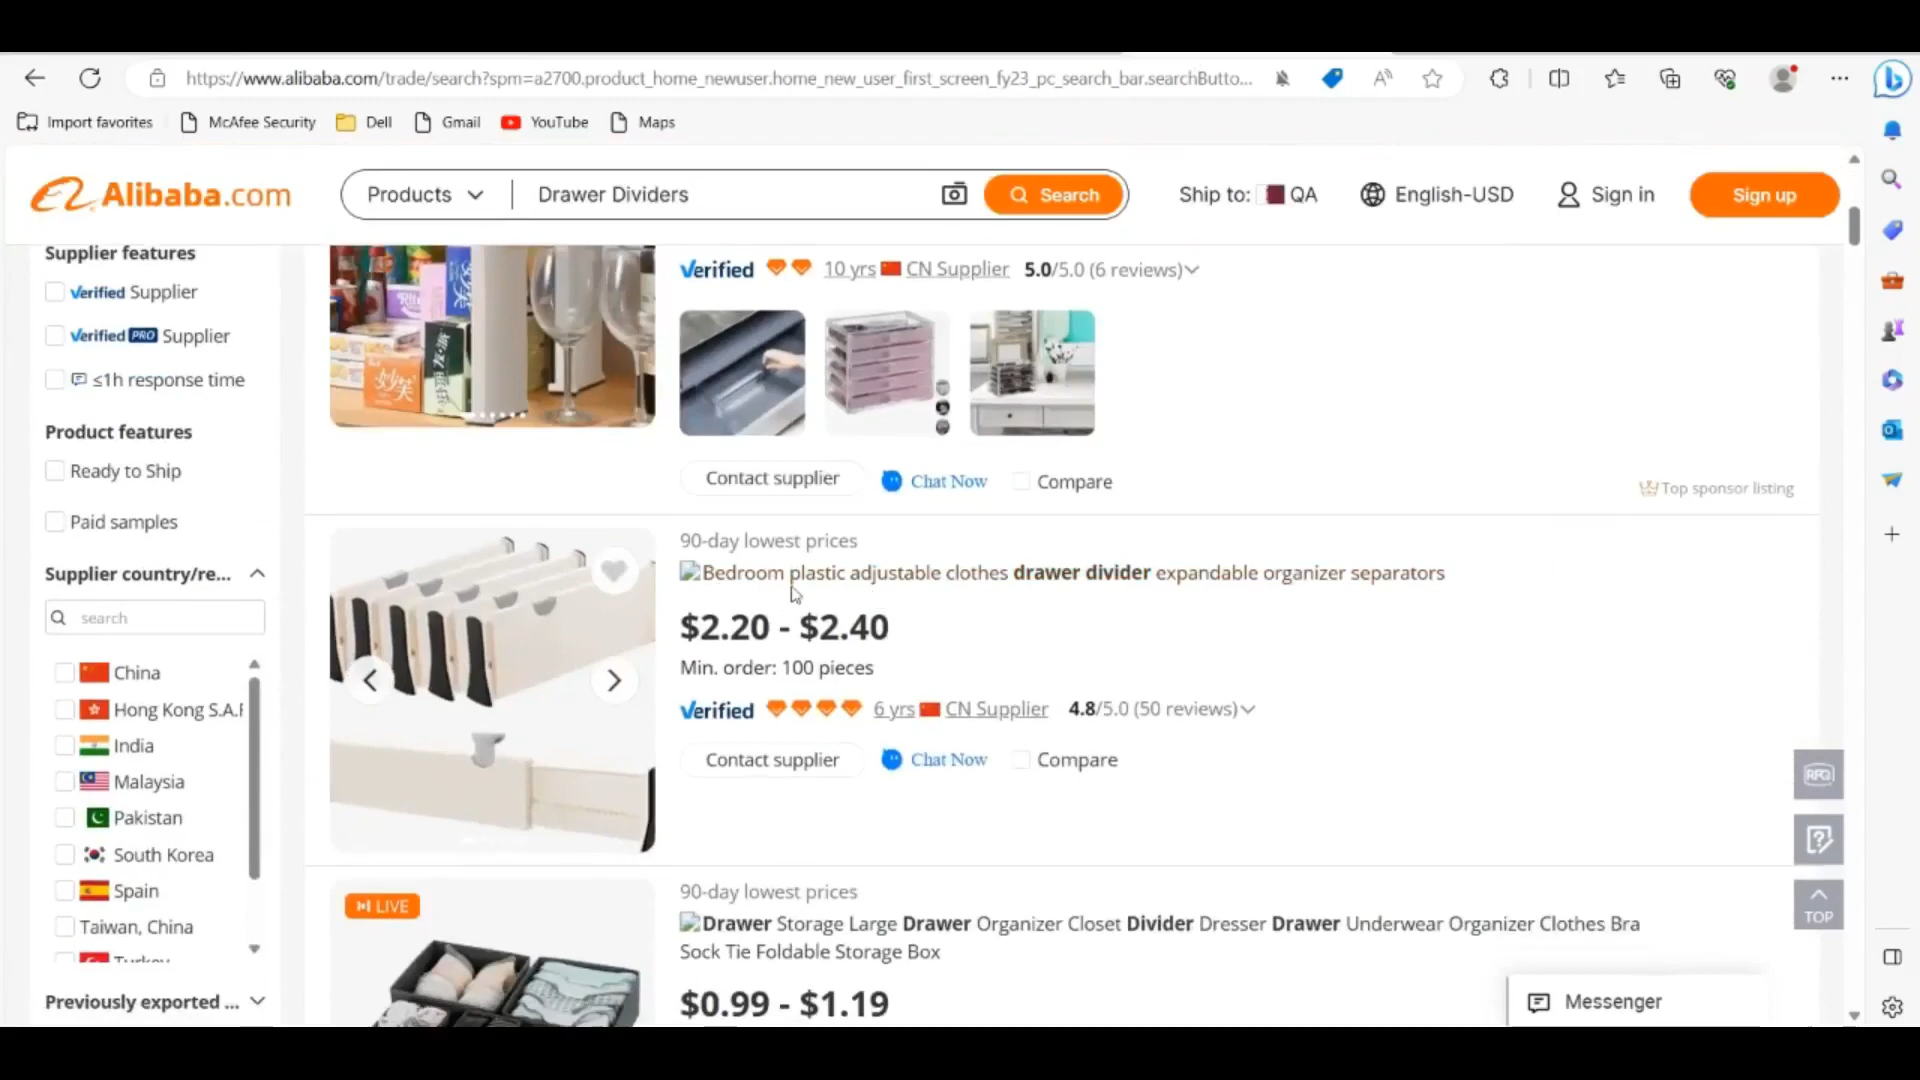 https://www.alibaba.com/trade/search?spm=a2700.product_home_newuser.home_new_user_first_screen_fy23_pc_search_bar.searchButto...
Import favorites
McAfee Security
Dell
Gmail
YouTube
Maps
Alibaba.com
Products
Drawer Dividers
Search
Ship to: QA
English-USD
Sign in
Sign up
Supplier features
Verified Supplier
Verified PRO Supplier
≤1h response time
Product features
Ready to Ship
Paid samples
Supplier country/re...
search
China
Hong Kong S.A.F
India
Malaysia
Pakistan
South Korea
Spain
Taiwan, China
Turkey
Previously exported ...
Verified 10 yrs CN Supplier 5.0/5.0 (6 reviews)
Contact supplier
Chat Now
Compare
Top sponsor listing
90-day lowest prices
Bedroom plastic adjustable clothes drawer divider expandable organizer separators
$2.20 - $2.40
Min. order: 100 pieces
Verified 6 yrs CN Supplier 4.8/5.0 (50 reviews)
Contact supplier
Chat Now
Compare
RFQ
TOP
LIVE
90-day lowest prices
Drawer Storage Large Drawer Organizer Closet Divider Dresser Drawer Underwear Organizer Clothes Bra
Sock Tie Foldable Storage Box
$0.99 - $1.19
Messenger